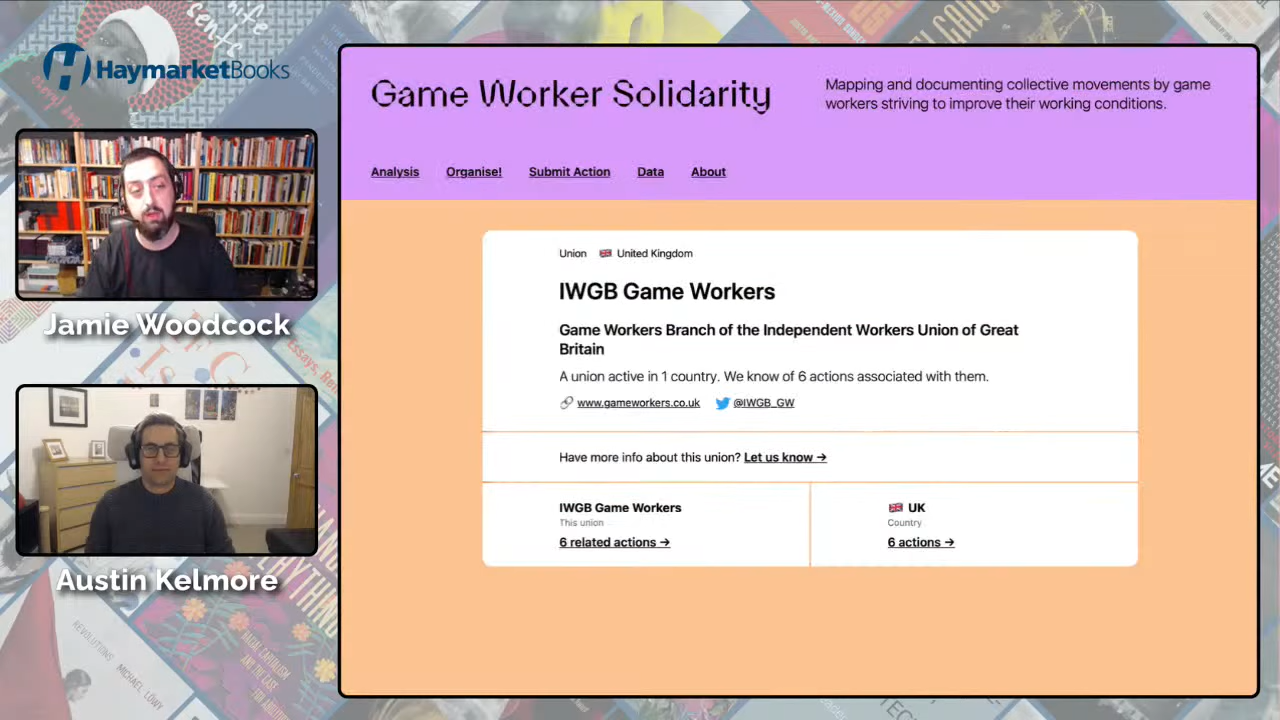 HaymarketBooks
Jamie Woodcock
Austin Kelmore
Game Worker Solidarity
Mapping and documenting collective movements by game
workers striving to improve their working conditions.
Analysis Organise! Submit Action Data About
Union United Kingdom
IWGB Game Workers
Game Workers Branch of the Independent Workers Union of Great
Britain
A union active in 1 country. We know of 6 actions associated with them.
www.gameworkers.co.uk @IWGB_GW
Have more info about this union? Let us know →
IWGB Game Workers
This union
6 related actions →
UK
Country
6 actions →
REVOLUTIONS MICHAEL LÖWY